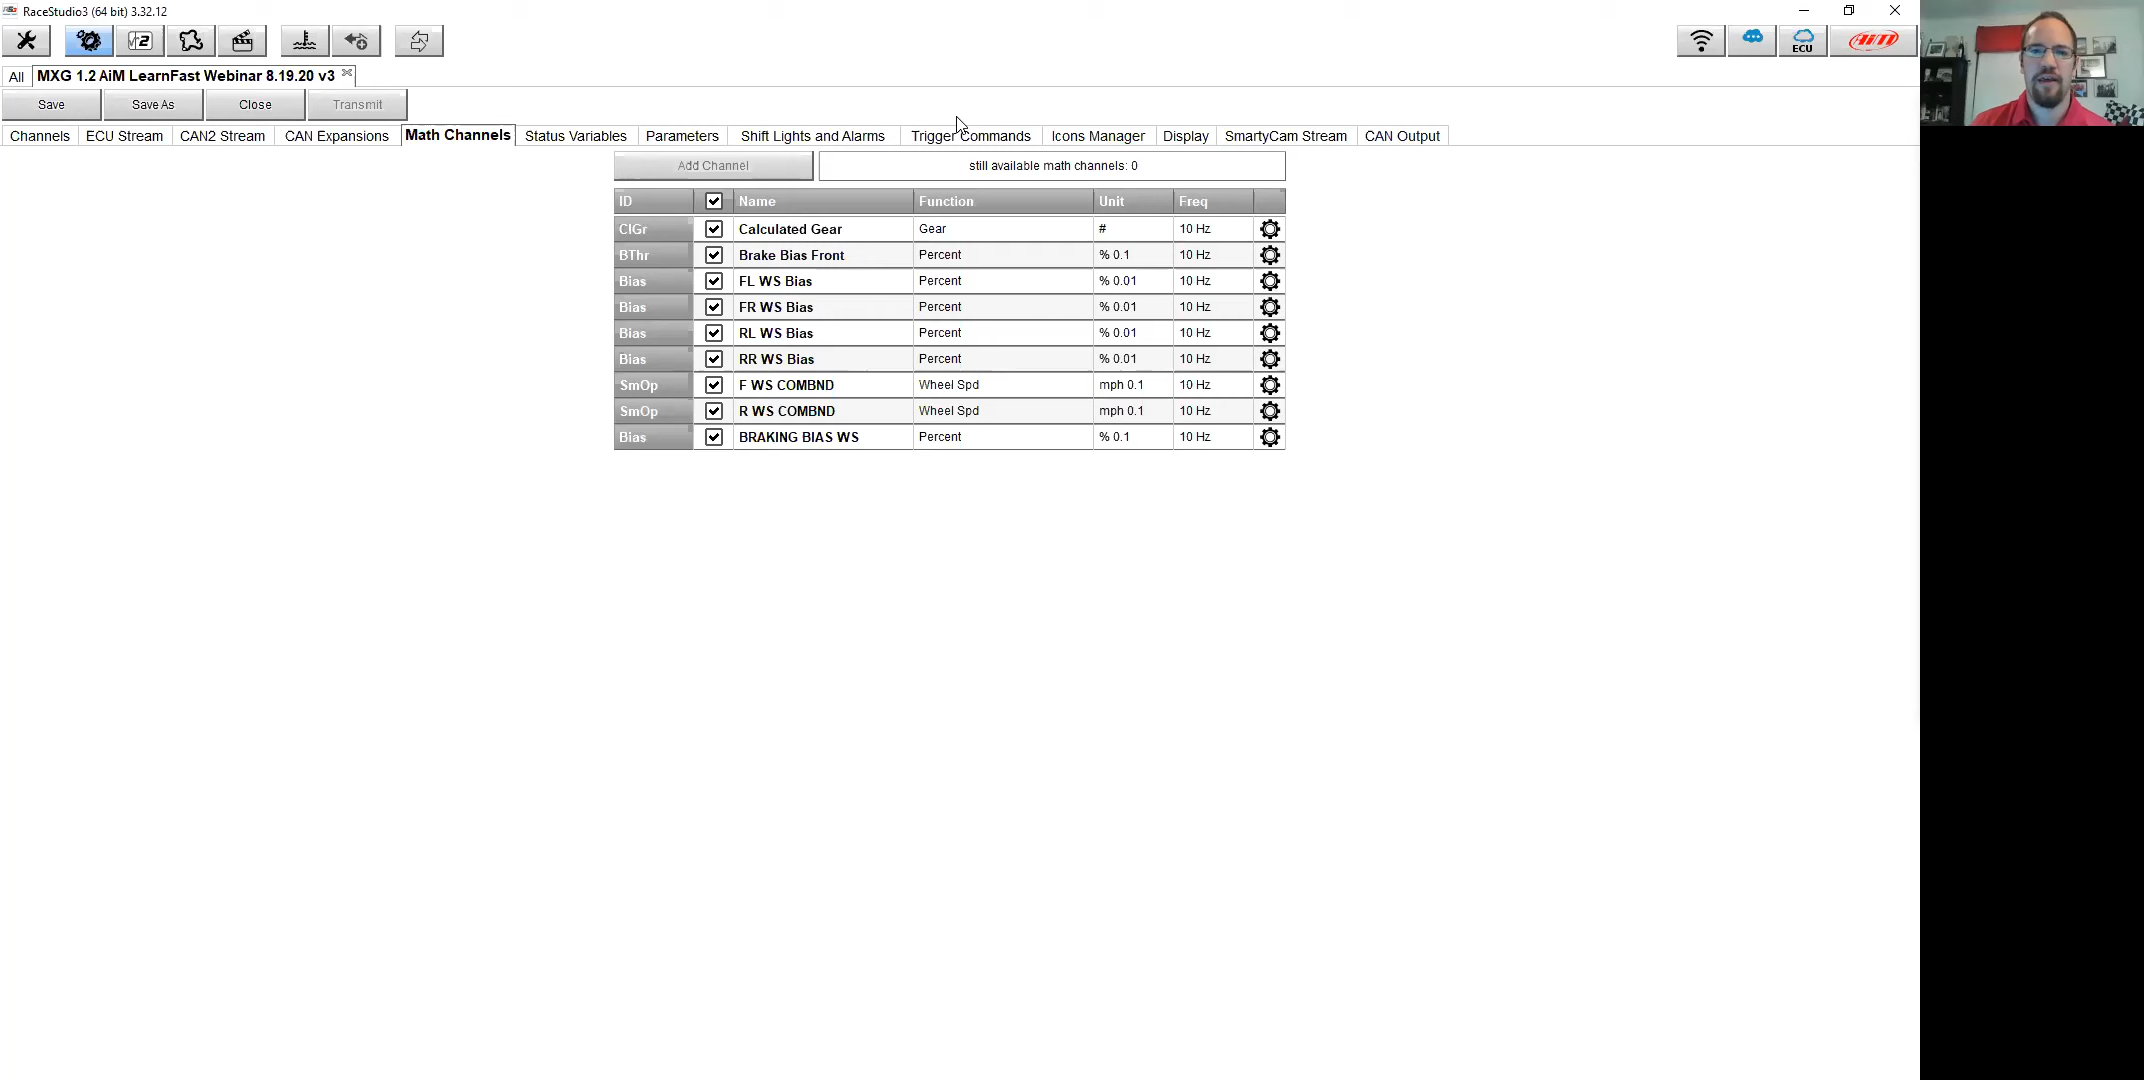 RaceStudio3 (64 bit) 3.32.12
ECU
AiM
All MXG 1.2 AiM LearnFast Webinar 8.19.20 v3
Save Save As Close Transmit
Channels ECU Stream CAN2 Stream CAN Expansions Math Channels Status Variables Parameters Shift Lights and Alarms Trigger Commands Icons Manager Display SmartyCam Stream CAN Output
Add Channel still available math channels: 0
ID Name Function Unit Freq
ClGr Calculated Gear Gear # 10 Hz
BThr Brake Bias Front Percent % 0.1 10 Hz
Bias FL WS Bias Percent % 0.01 10 Hz
Bias FR WS Bias Percent % 0.01 10 Hz
Bias RL WS Bias Percent % 0.01 10 Hz
Bias RR WS Bias Percent % 0.01 10 Hz
SmOp F WS COMBND Wheel Spd mph 0.1 10 Hz
SmOp R WS COMBND Wheel Spd mph 0.1 10 Hz
Bias BRAKING BIAS WS Percent % 0.1 10 Hz